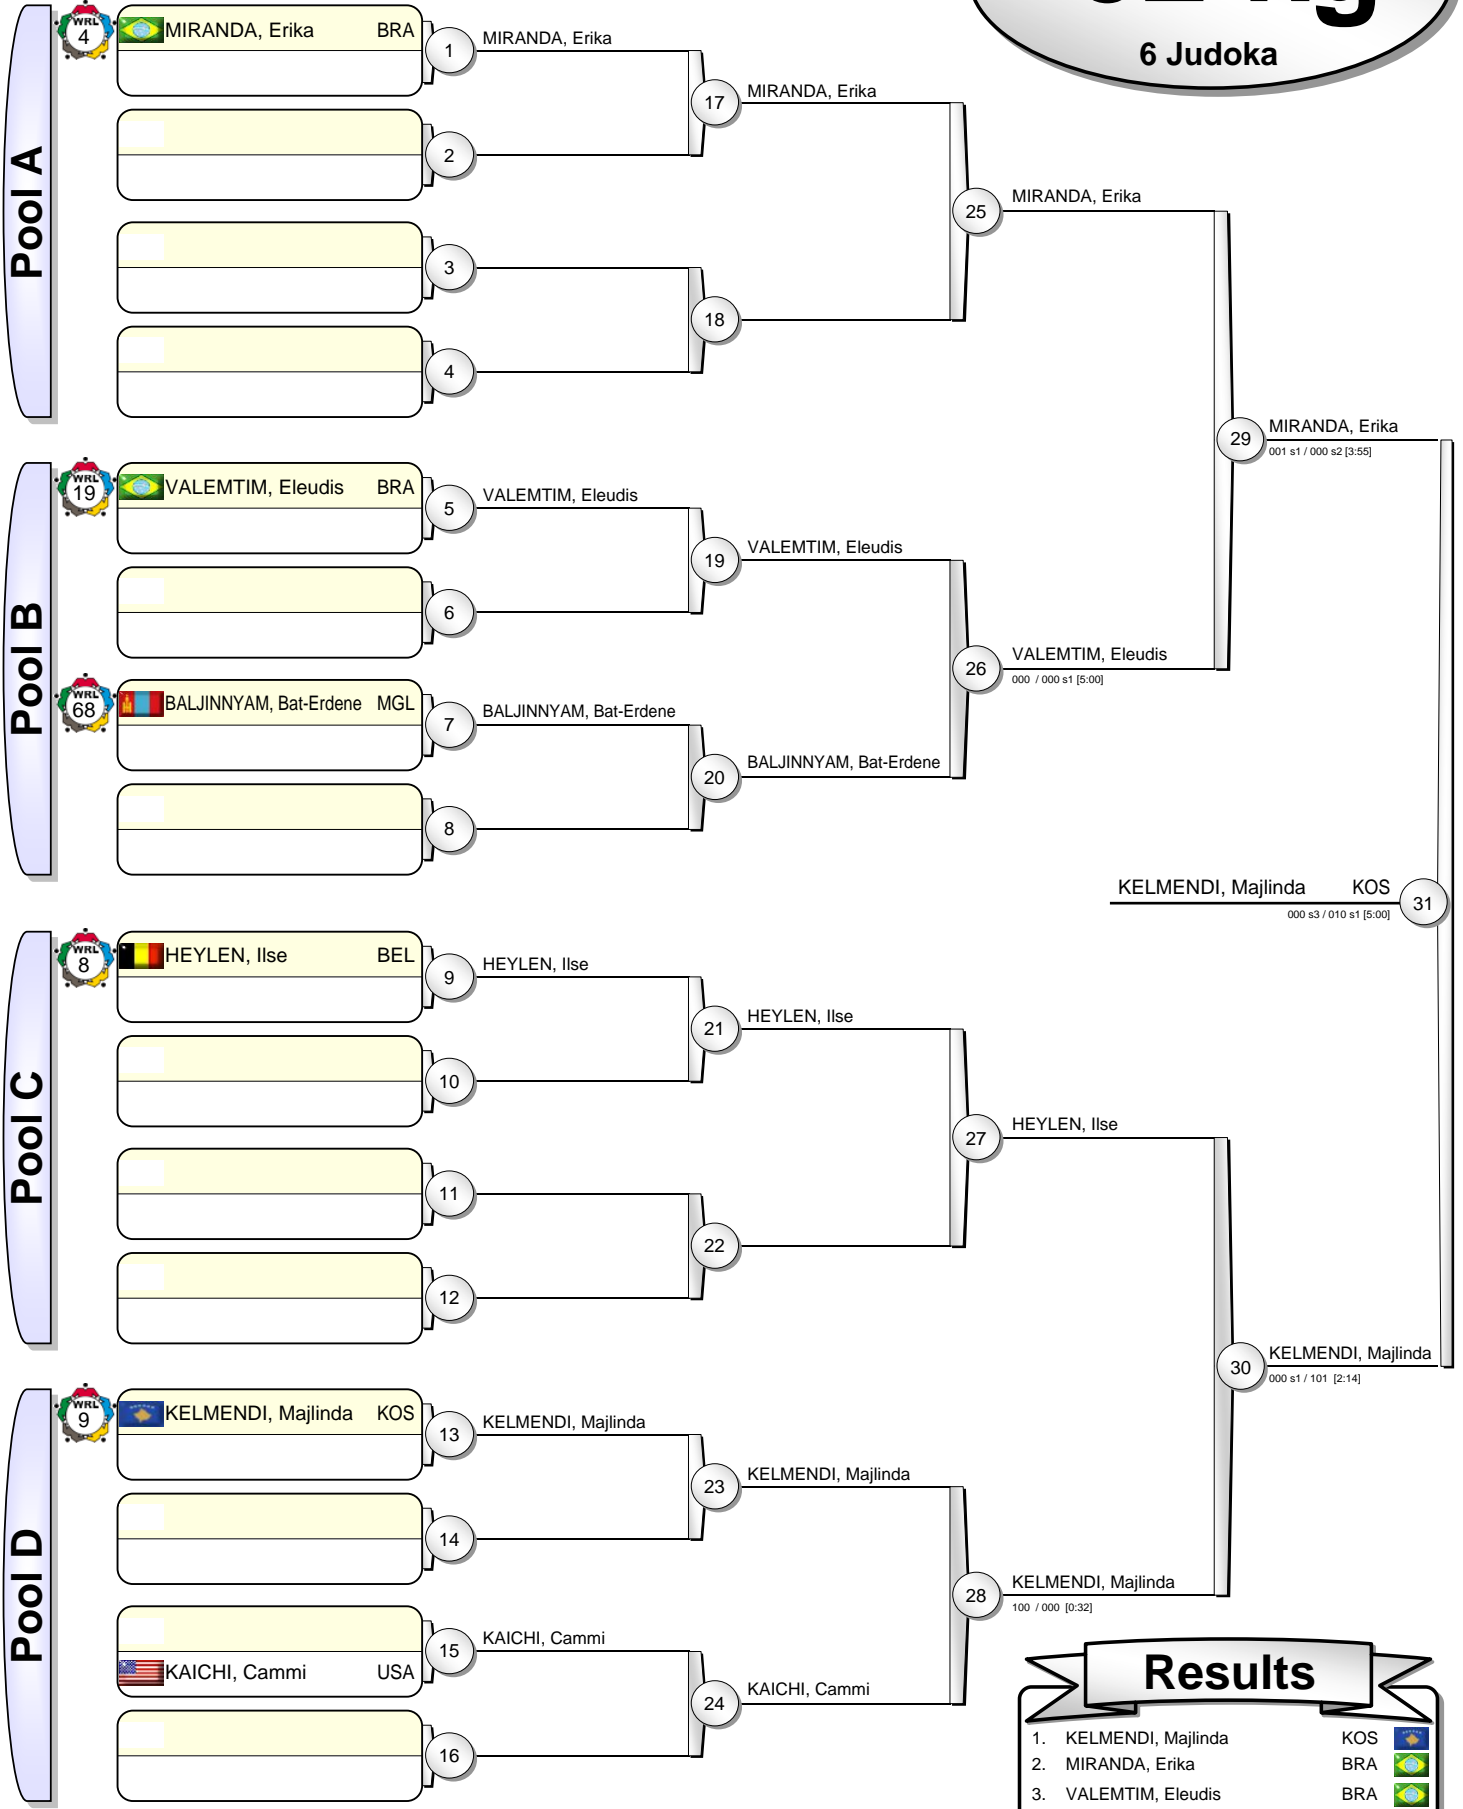 6 Judoka
Pool A
WRL
4
MIRANDA, Erika BRA
1
MIRANDA, Erika
2
3
4
17
MIRANDA, Erika
18
25
MIRANDA, Erika
Pool B
WRL
19
VALEMTIM, Eleudis BRA
5
VALEMTIM, Eleudis
6
WRL
68
BALJINNYAM, Bat-Erdene MGL
7
BALJINNYAM, Bat-Erdene
8
19
VALEMTIM, Eleudis
20
BALJINNYAM, Bat-Erdene
26
VALEMTIM, Eleudis
000 / 000 s1 [5:00]
29
MIRANDA, Erika
001 s1 / 000 s2 [3:55]
KELMENDI, Majlinda KOS
000 s3 / 010 s1 [5:00]
31
Pool C
WRL
8
HEYLEN, Ilse BEL
9
HEYLEN, Ilse
10
11
12
21
HEYLEN, Ilse
22
27
HEYLEN, Ilse
Pool D
WRL
9
KELMENDI, Majlinda KOS
13
KELMENDI, Majlinda
14
KAICHI, Cammi USA
15
KAICHI, Cammi
16
23
KELMENDI, Majlinda
24
KAICHI, Cammi
28
KELMENDI, Majlinda
100 / 000 [0:32]
30
KELMENDI, Majlinda
000 s1 / 101 [2:14]
Results
1. KELMENDI, Majlinda KOS
2. MIRANDA, Erika BRA
3. VALEMTIM, Eleudis BRA